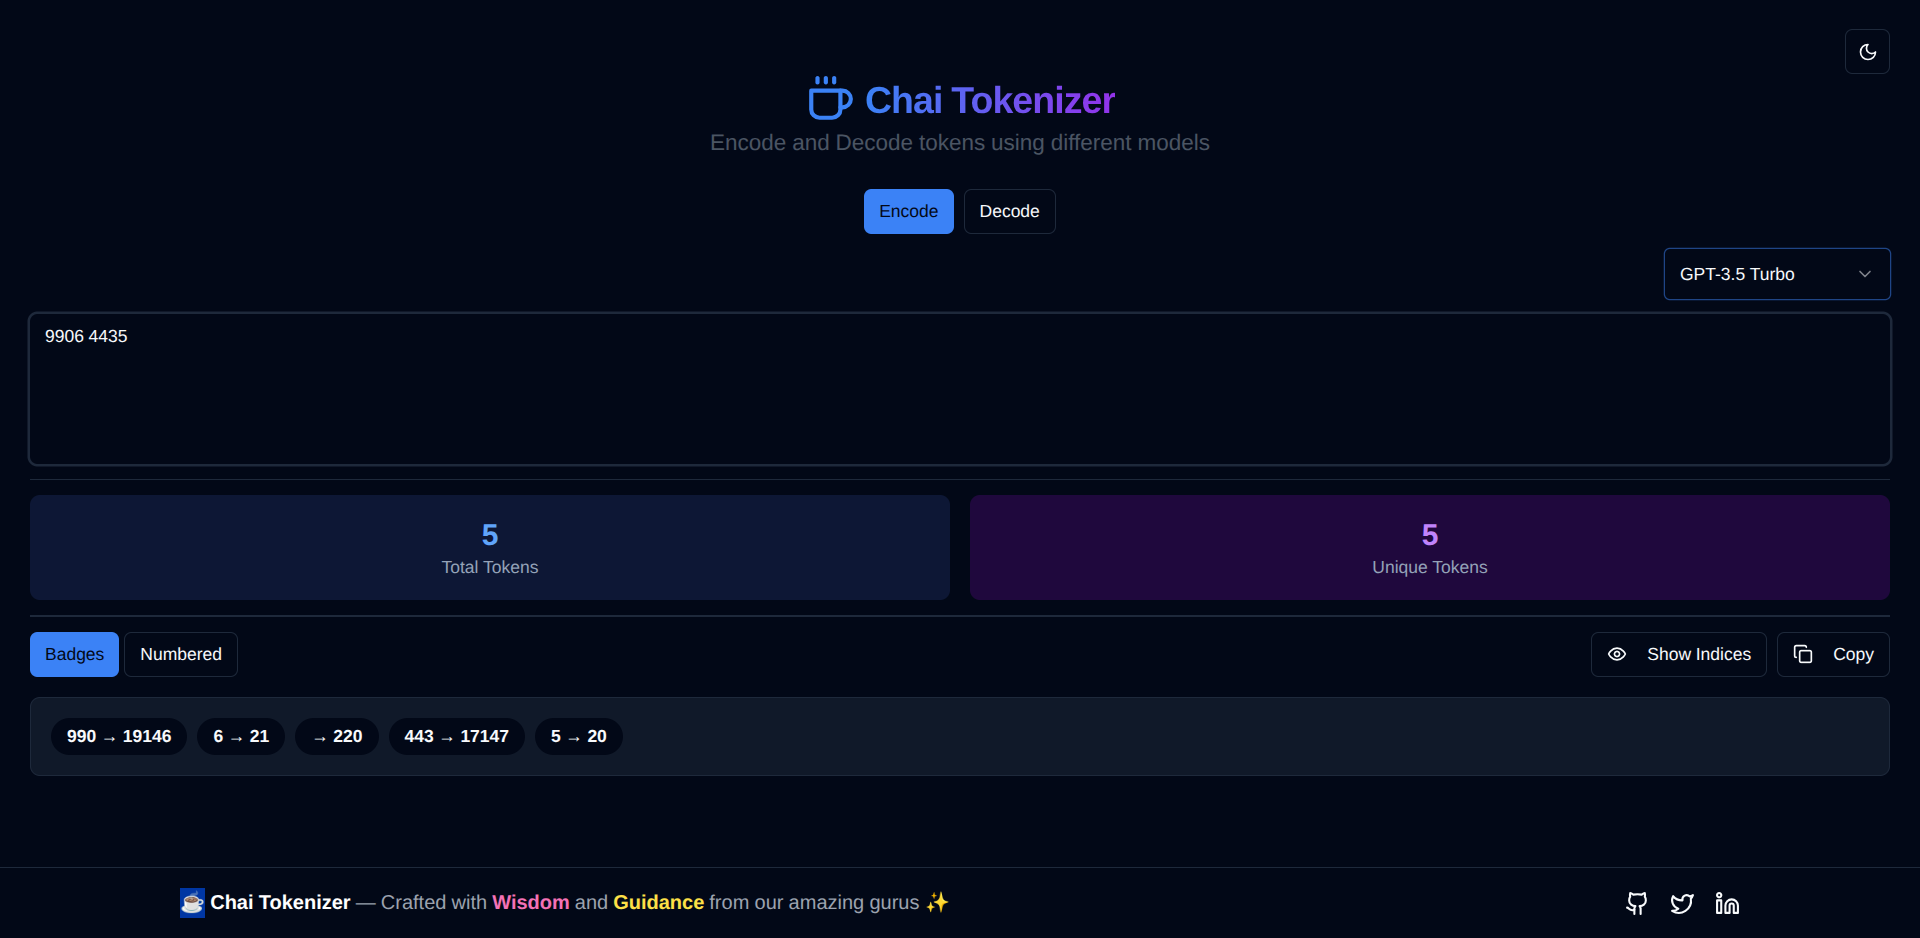 Chai Tokenizer
Encode and Decode tokens using different models
Encode Decode
GPT-3.5 Turbo
9906 4435
5 5
Total Tokens Unique Tokens
Badges Numbered Show Indices Copy
990 → 19146 6 → 21 → 220 443 → 17147 5 → 20
☕ Chai Tokenizer — Crafted with Wisdom and Guidance from our amazing gurus ✨